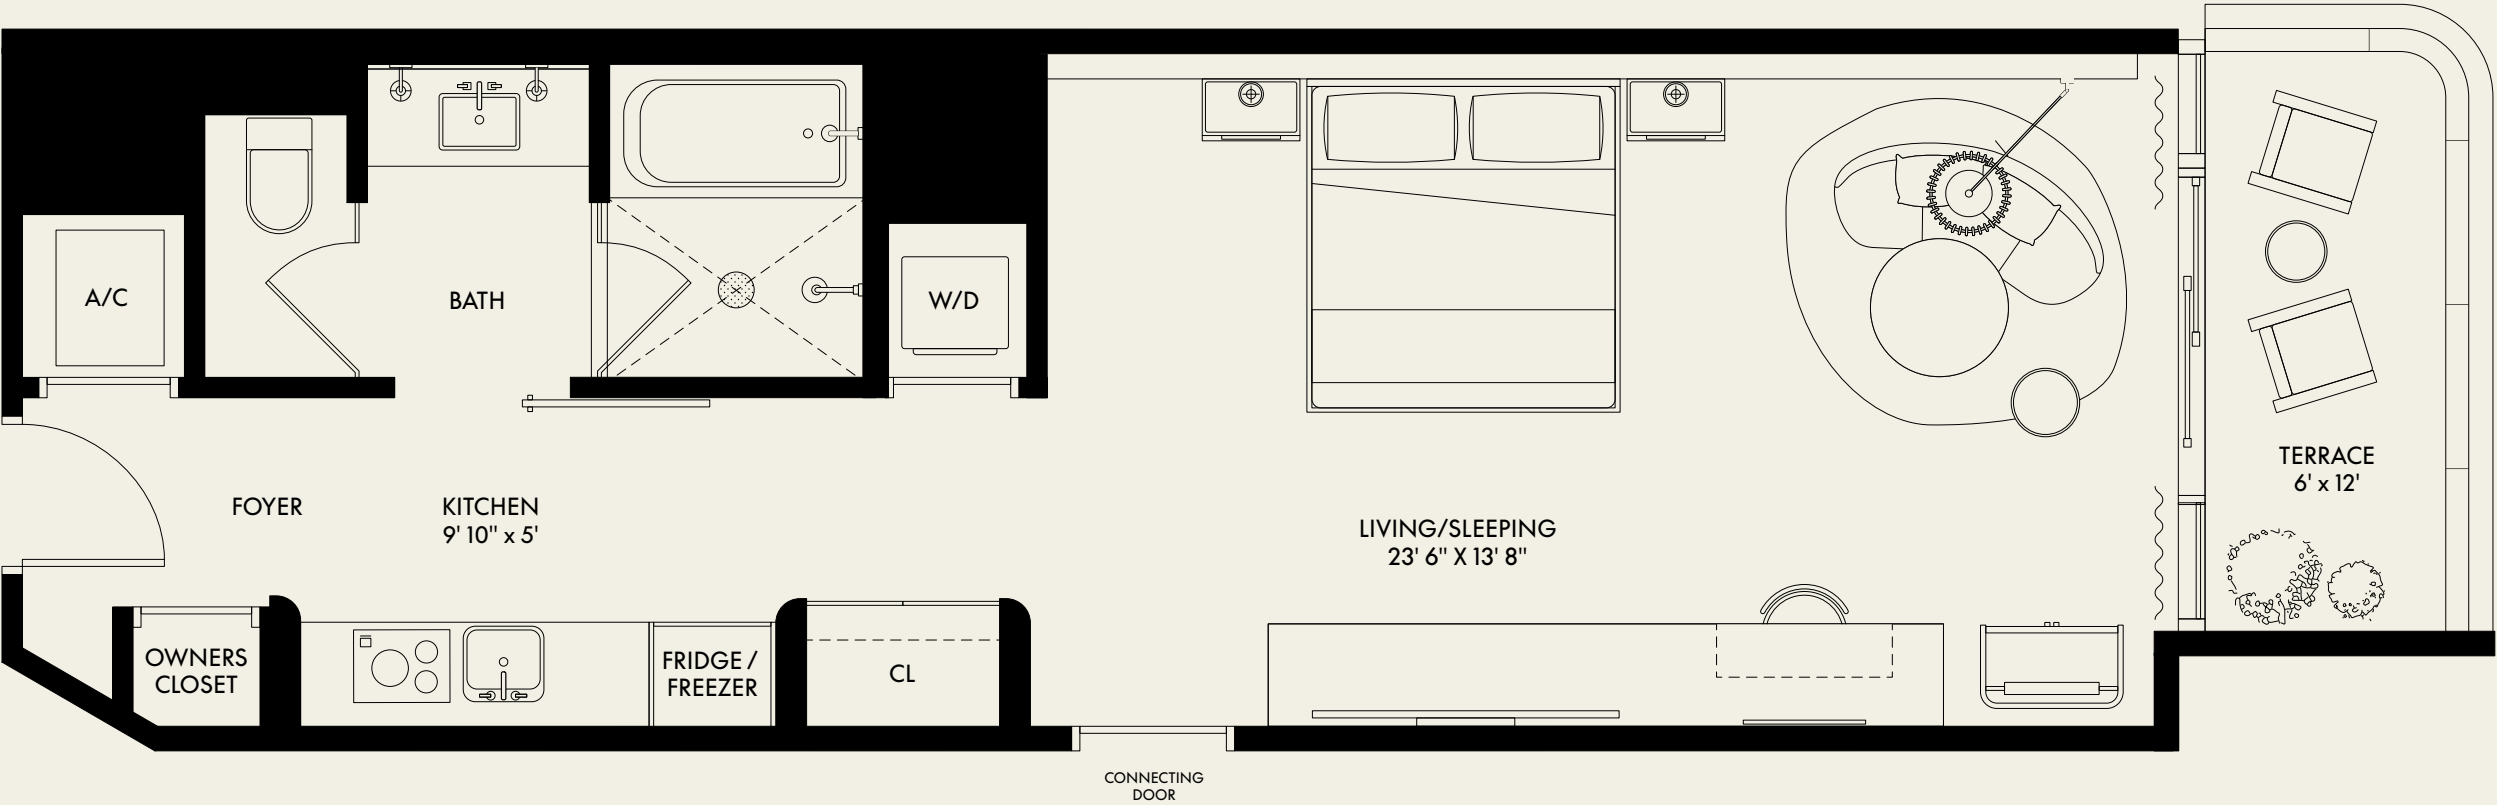 A/C
BATH
W/D
FOYER
KITCHEN
9' 10" x 5'
LIVING/SLEEPING
23' 6" X 13' 8"
TERRACE
6' x 12'
OWNERS
CLOSET
FRIDGE /
FREEZER
CL
CONNECTING
DOOR